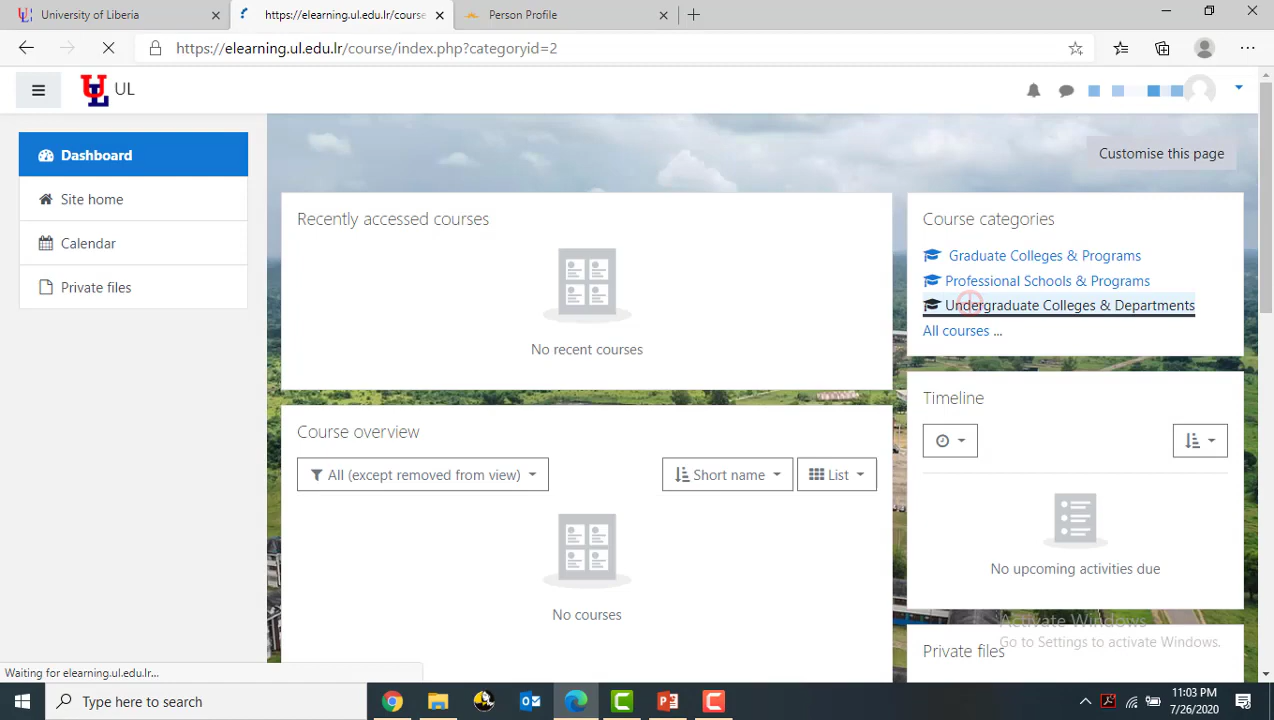 University of Liberia
https://elearning.ul.edu.lr/course
Person Profile
https://elearning.ul.edu.lr/course/index.php?categoryid=2
UL UL
Dashboard
Site home
Calendar
Private files
Customise this page
Recently accessed courses
No recent courses
Course overview
All (except removed from view)
Short name
List
No courses
Course categories
Graduate Colleges & Programs
Professional Schools & Programs
Undergraduate Colleges & Departments
All courses ...
Timeline
No upcoming activities due
Activate Windows
Go to Settings to activate Windows.
Private files
Waiting for elearning.ul.edu.lr...
Type here to search
11:03 PM
7/26/2020